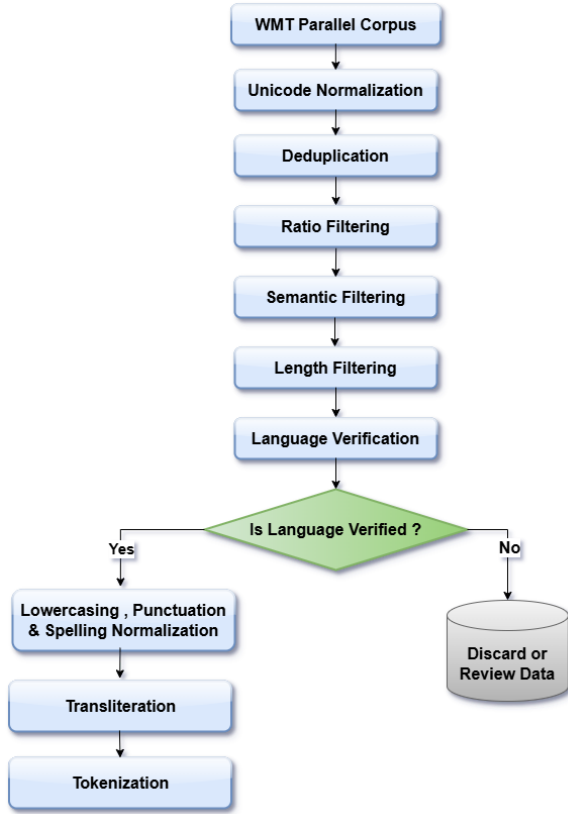 WMT Parallel Corpus
Unicode Normalization
Deduplication
Ratio Filtering
Semantic Filtering
Length Filtering
Language Verification
Is Language Verified ?
Yes
No
Lowercasing , Punctuation
& Spelling Normalization
Discard or
Review Data
Transliteration
Tokenization